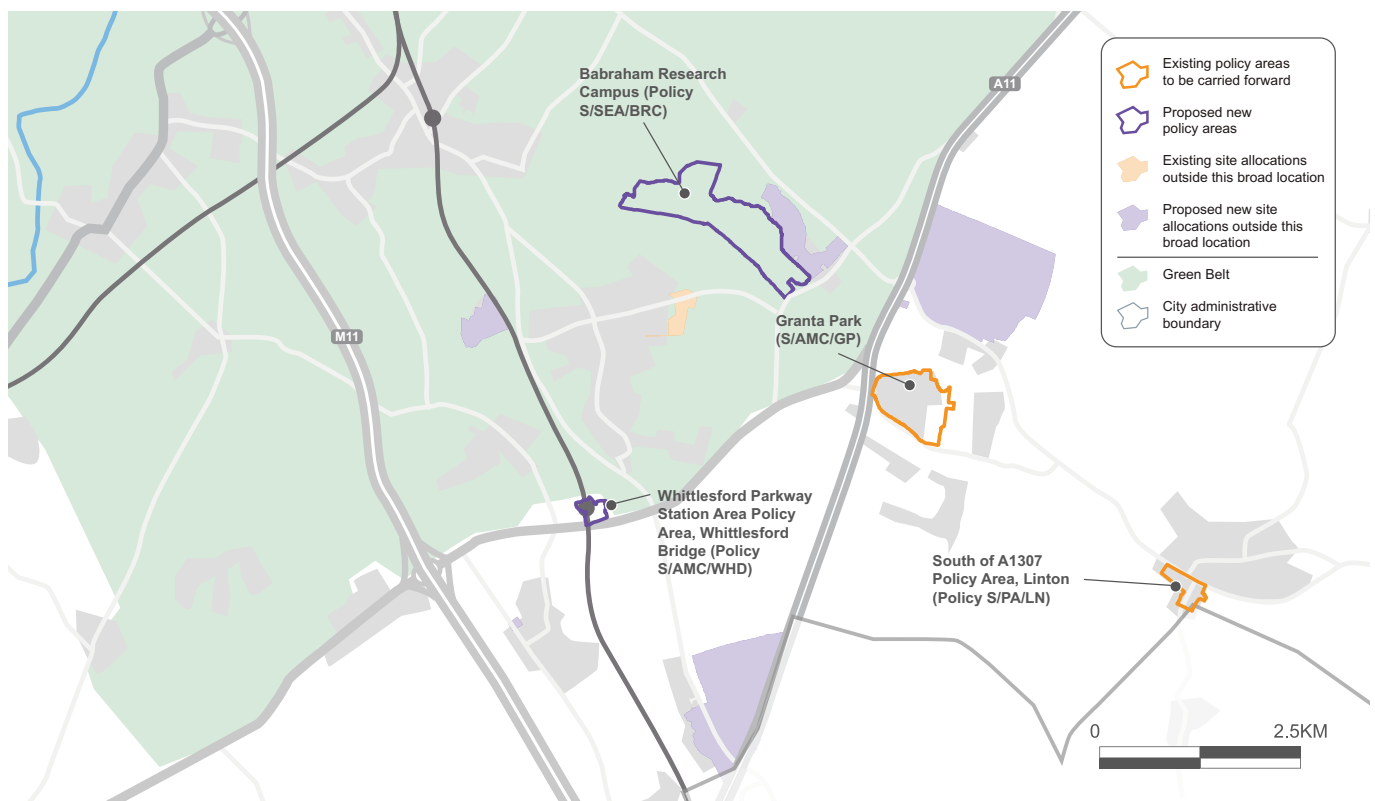 Babraham Research
Campus (Policy
S/SEA/BRC)
A11
M11
Granta Park
(S/AMC/GP)
Whittlesford Parkway
Station Area Policy
Area, Whittlesford
Bridge (Policy
S/AMC/WHD)
South of A1307
Policy Area, Linton
(Policy S/PA/LN)
Existing policy areas
to be carried forward
Proposed new
policy areas
Existing site allocations
outside this broad location
Proposed new site
allocations outside this
broad location
Green Belt
City administrative
boundary
0 2.5KM